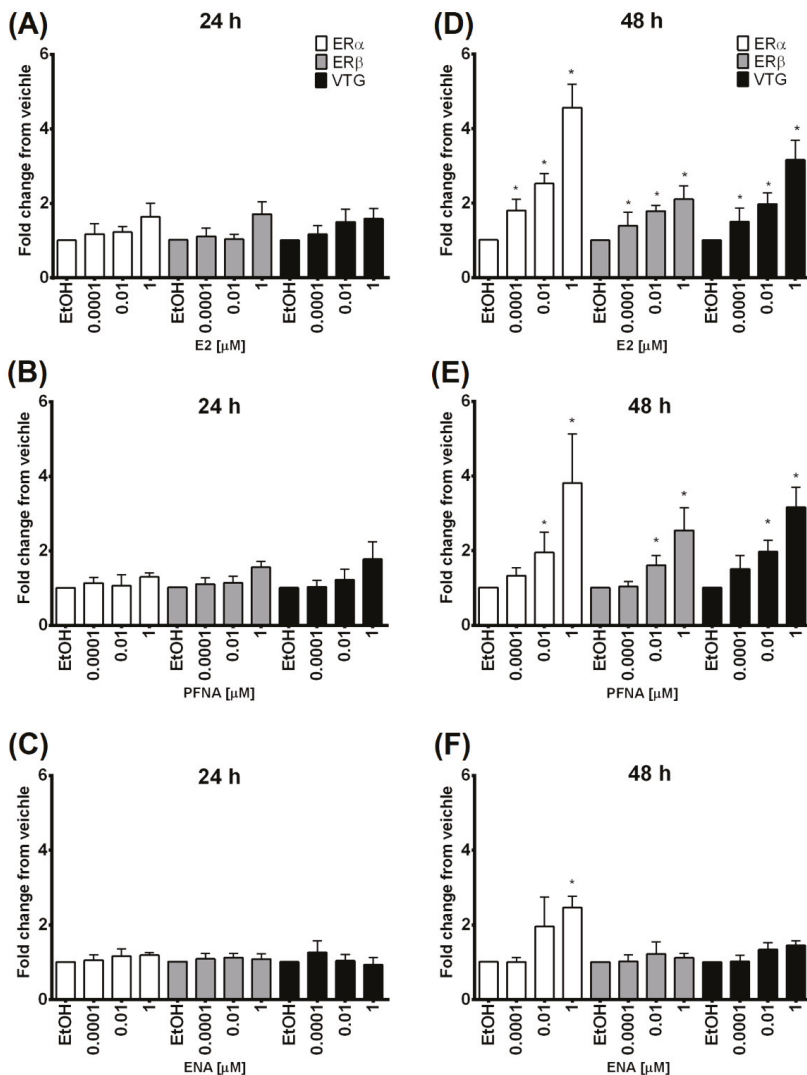 (A)
24 h
Fold change from veichle
6
4
2
0
ERα
ERβ
VTG
EtOH
0.0001
0.01
1
EtOH
0.0001
0.01
1
EtOH
0.0001
0.01
1
E2 [µM]
(D)
48 h
Fold change from veichle
6
4
2
0
ERα
ERβ
VTG
*
*
*
*
*
*
*
*
*
EtOH
0.0001
0.01
1
EtOH
0.0001
0.01
1
EtOH
0.0001
0.01
1
E2 [µM]
(B)
24 h
Fold change from veichle
6
4
2
0
EtOH
0.0001
0.01
1
EtOH
0.0001
0.01
1
EtOH
0.0001
0.01
1
PFNA [µM]
(E)
48 h
Fold change from veichle
6
4
2
0
*
*
*
*
*
*
EtOH
0.0001
0.01
1
EtOH
0.0001
0.01
1
EtOH
0.0001
0.01
1
PFNA [µM]
(C)
24 h
Fold change from veichle
6
4
2
0
EtOH
0.0001
0.01
1
EtOH
0.0001
0.01
1
EtOH
0.0001
0.01
1
ENA [µM]
(F)
48 h
Fold change from veichle
6
4
2
0
*
EtOH
0.0001
0.01
1
EtOH
0.0001
0.01
1
EtOH
0.0001
0.01
1
ENA [µM]